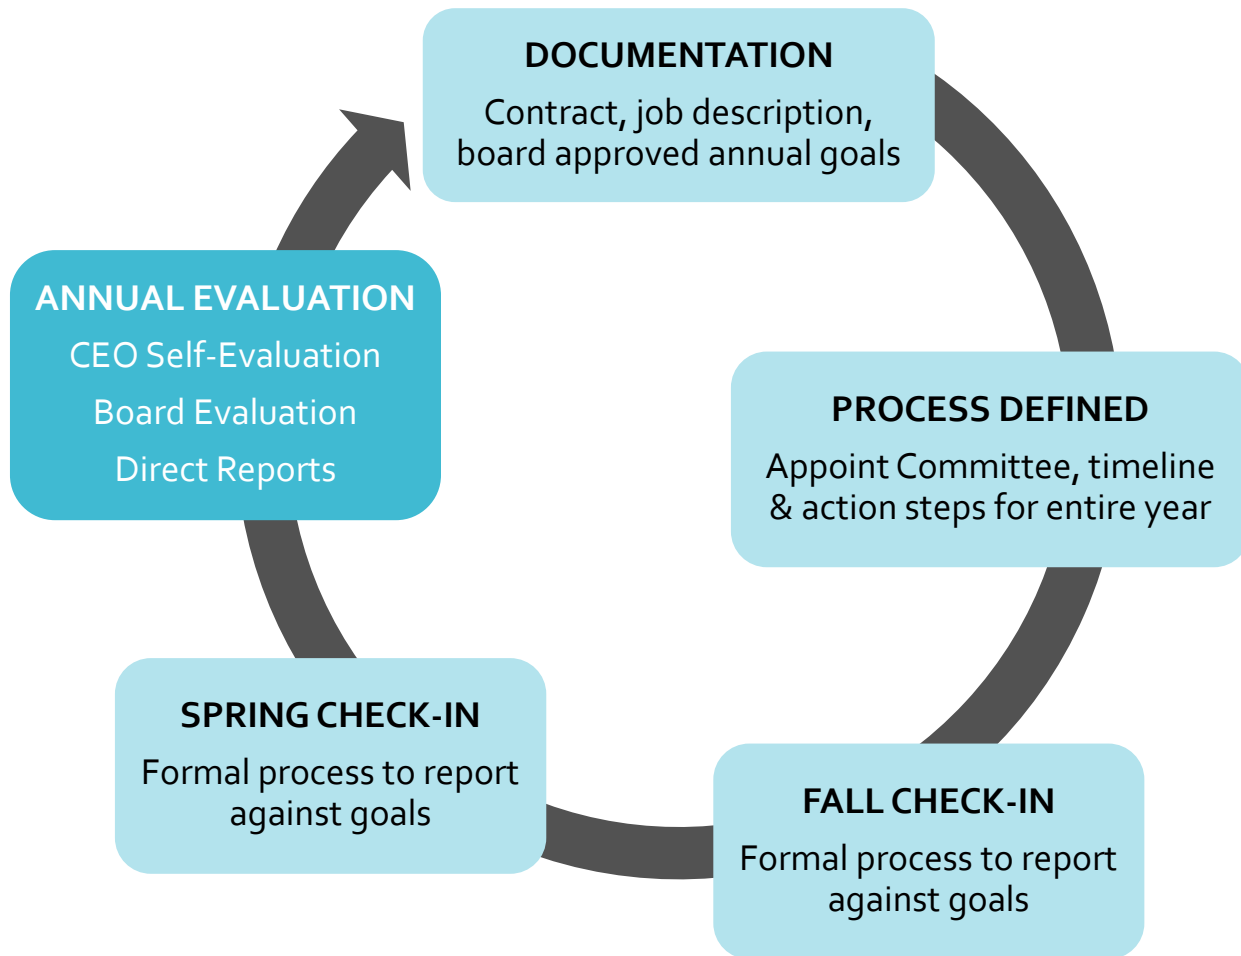 DOCUMENTATION
Contract, job description,
board approved annual goals
PROCESS DEFINED
Appoint Committee, timeline
& action steps for entire year
FALL CHECK-IN
Formal process to report
against goals
SPRING CHECK-IN
Formal process to report
against goals
ANNUAL EVALUATION
CEO Self-Evaluation
Board Evaluation
Direct Reports